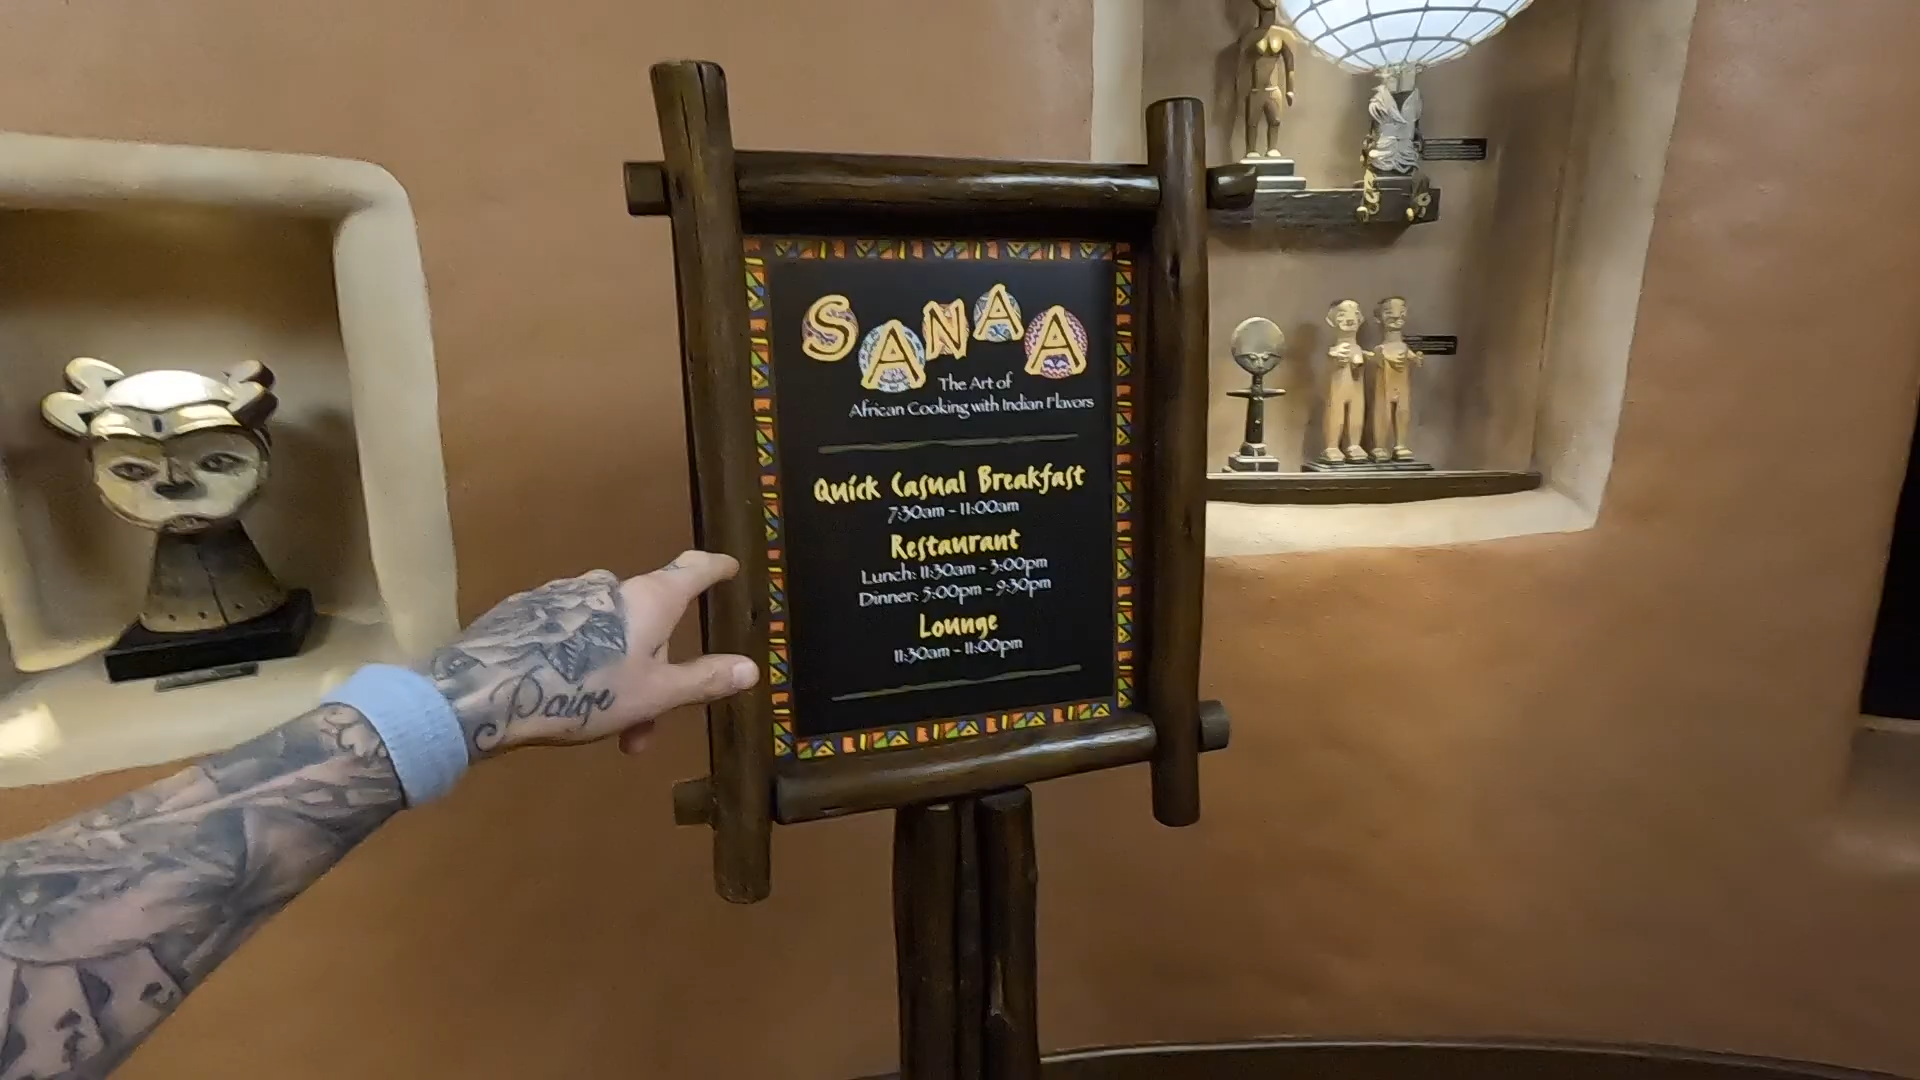 SANAA
The Art of
African Cooking with Indian Flavors
Quick Casual Breakfast
7:30am - 11:00am
Restaurant
Lunch: 11:30am - 3:00pm
Dinner: 5:00pm - 9:30pm
Lounge
11:30am - 11:00pm
Paige